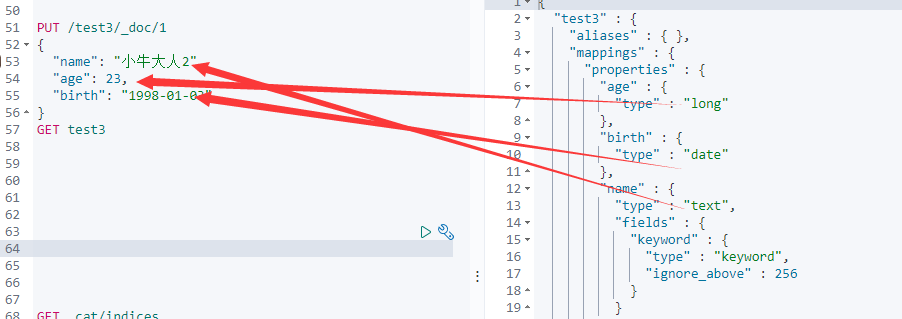 50
51 PUT /test3/_doc/1
52 {
53 "name": "小牛大人2"
54 "age": 23,
55 "birth": "1998-01-0
56 }
57 GET test3
58
59
60
61
62
63
64
65
66
67
68 GET _cat/indices
1 {
2 "test3" : {
3 "aliases" : { },
4 "mappings" : {
5 "properties" : {
6 "age" : {
7 "type" : "long"
8 },
9 "birth" : {
10 "type" : "date"
11 },
12 "name" : {
13 "type" : "text",
14 "fields" : {
15 "keyword" : {
16 "type" : "keyword",
17 "ignore_above" : 256
18 }
19 }